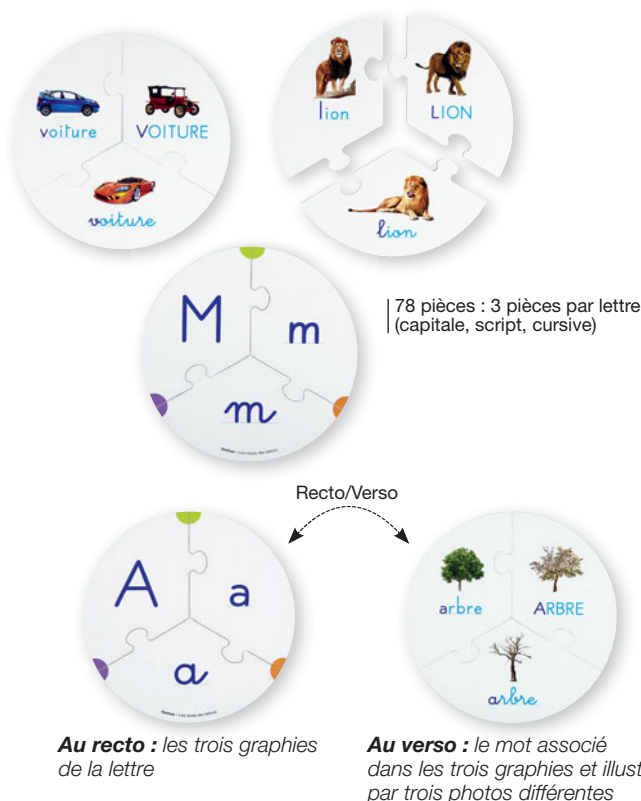 voiture
VOITURE
voiture
lion
LION
lion
M
m
m
78 pièces : 3 pièces par lettre
(capitale, script, cursive)
Recto/Verso
A
a
a
arbre
ARBRE
arbre
Au recto : les trois graphies
de la lettre
Au verso : le mot associé
dans les trois graphies et illust
par trois photos différentes